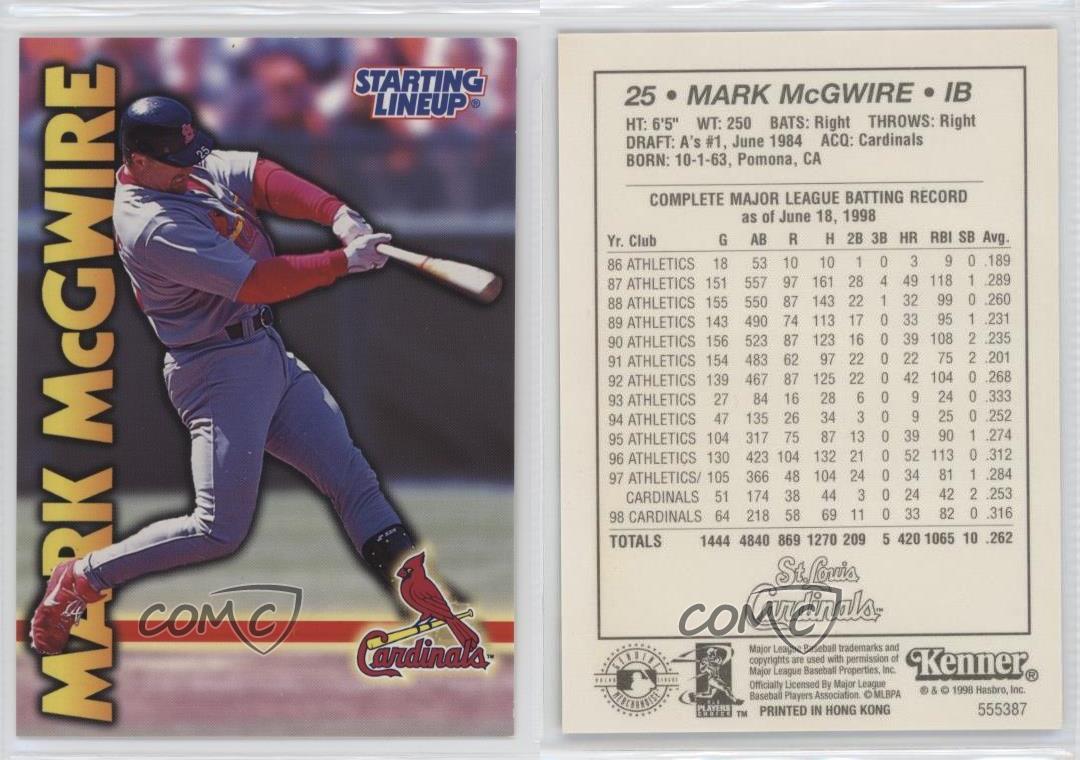 MARK McGWIRE
STARTING
LINEUP®
25
Cardinals™
COMC
25 • MARK McGWIRE • IB
HT: 6'5" WT: 250 BATS: Right THROWS: Right
DRAFT: A's #1, June 1984 ACQ: Cardinals
BORN: 10-1-63, Pomona, CA
COMPLETE MAJOR LEAGUE BATTING RECORD
as of June 18, 1998
Yr. Club G AB R H 2B 3B HR RBI SB Avg.
86 ATHLETICS 18 53 10 10 1 0 3 9 0 .189
87 ATHLETICS 151 557 97 161 28 4 49 118 1 .289
88 ATHLETICS 155 550 87 143 22 1 32 99 0 .260
89 ATHLETICS 143 490 74 113 17 0 33 95 1 .231
90 ATHLETICS 156 523 87 123 16 0 39 108 2 .235
91 ATHLETICS 154 483 62 97 22 0 22 75 2 .201
92 ATHLETICS 139 467 87 125 22 0 42 104 0 .268
93 ATHLETICS 27 84 16 28 6 0 9 24 0 .333
94 ATHLETICS 47 135 26 34 3 0 9 25 0 .252
95 ATHLETICS 104 317 75 87 13 0 39 90 1 .274
96 ATHLETICS 130 423 104 132 21 0 52 113 0 .312
97 ATHLETICS/ 105 366 48 104 24 0 34 81 1 .284
CARDINALS 51 174 38 44 3 0 24 42 2 .253
98 CARDINALS 64 218 58 69 11 0 33 82 0 .316
TOTALS 1444 4840 869 1270 209 5 420 1065 10 .262
St. Louis
Cardinals™
COMC
GENUINE
MERCHANDISE
PLAYERS
CHOICE™
Major League Baseball trademarks and
copyrights are used with permission of
Major League Baseball Properties, Inc.
Officially Licensed By Major League
Baseball Players Association. © MLBPA
PRINTED IN HONG KONG
Kenner®
® & © 1998 Hasbro, Inc.
555387